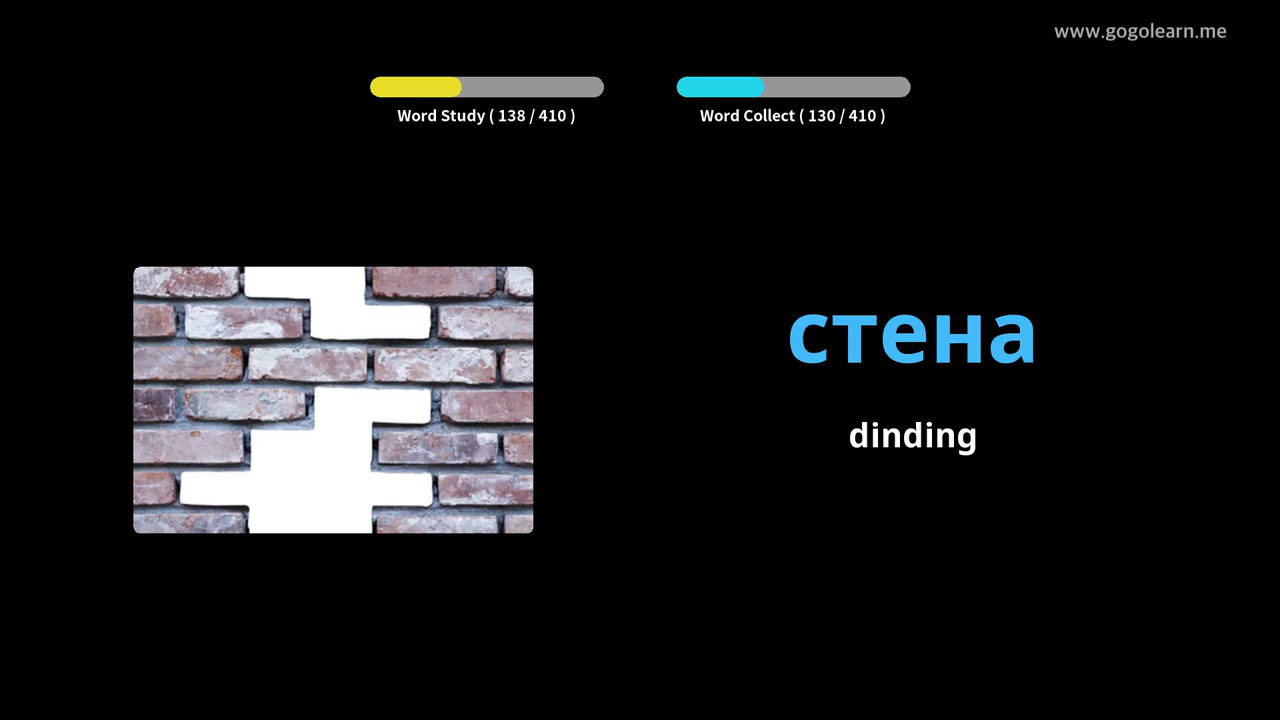 www.gogolearn.me
Word Study ( 138 / 410 )
Word Collect ( 130 / 410 )
стена
dinding